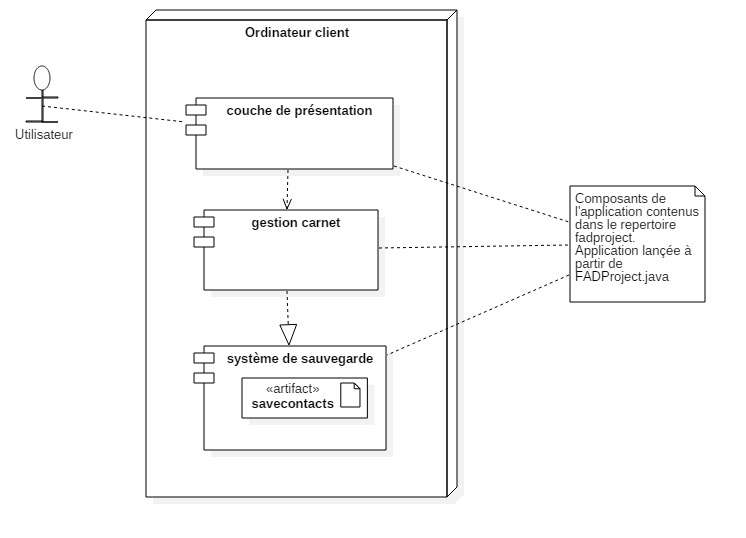 Ordinateur client
Utilisateur
couche de présentation
gestion carnet
système de sauvegarde
«artifact»
savecontacts
Composants de
l'application contenus
dans le repertoire
fadproject.
Application lançée à
partir de
FADProject.java